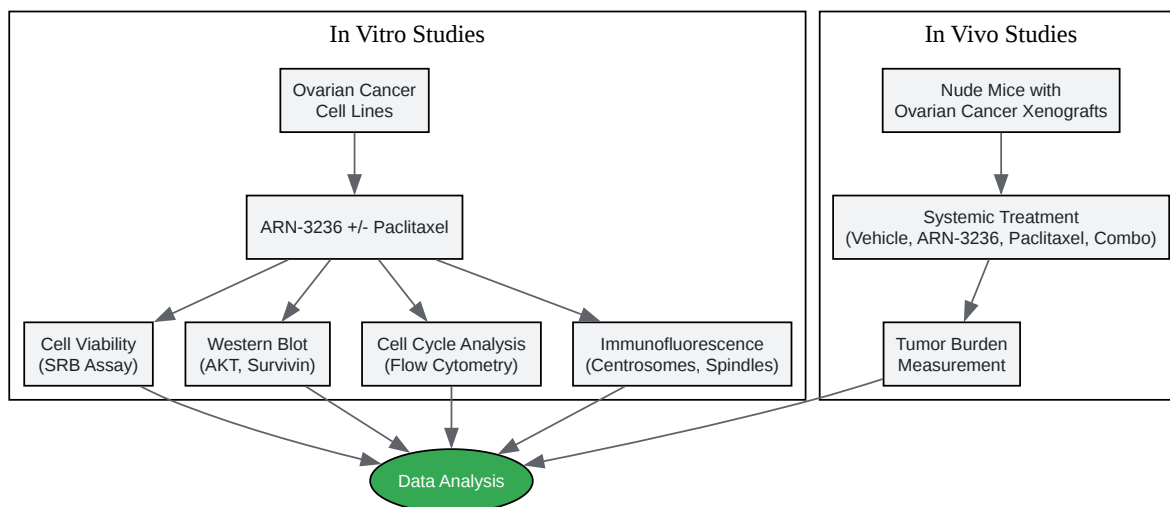 In Vitro Studies
Ovarian Cancer
Cell Lines
ARN-3236 +/- Paclitaxel
Cell Viability
(SRB Assay)
Western Blot
(AKT, Survivin)
Cell Cycle Analysis
(Flow Cytometry)
Immunofluorescence
(Centrosomes, Spindles)
In Vivo Studies
Nude Mice with
Ovarian Cancer Xenografts
Systemic Treatment
(Vehicle, ARN-3236, Paclitaxel, Combo)
Tumor Burden
Measurement
Data Analysis